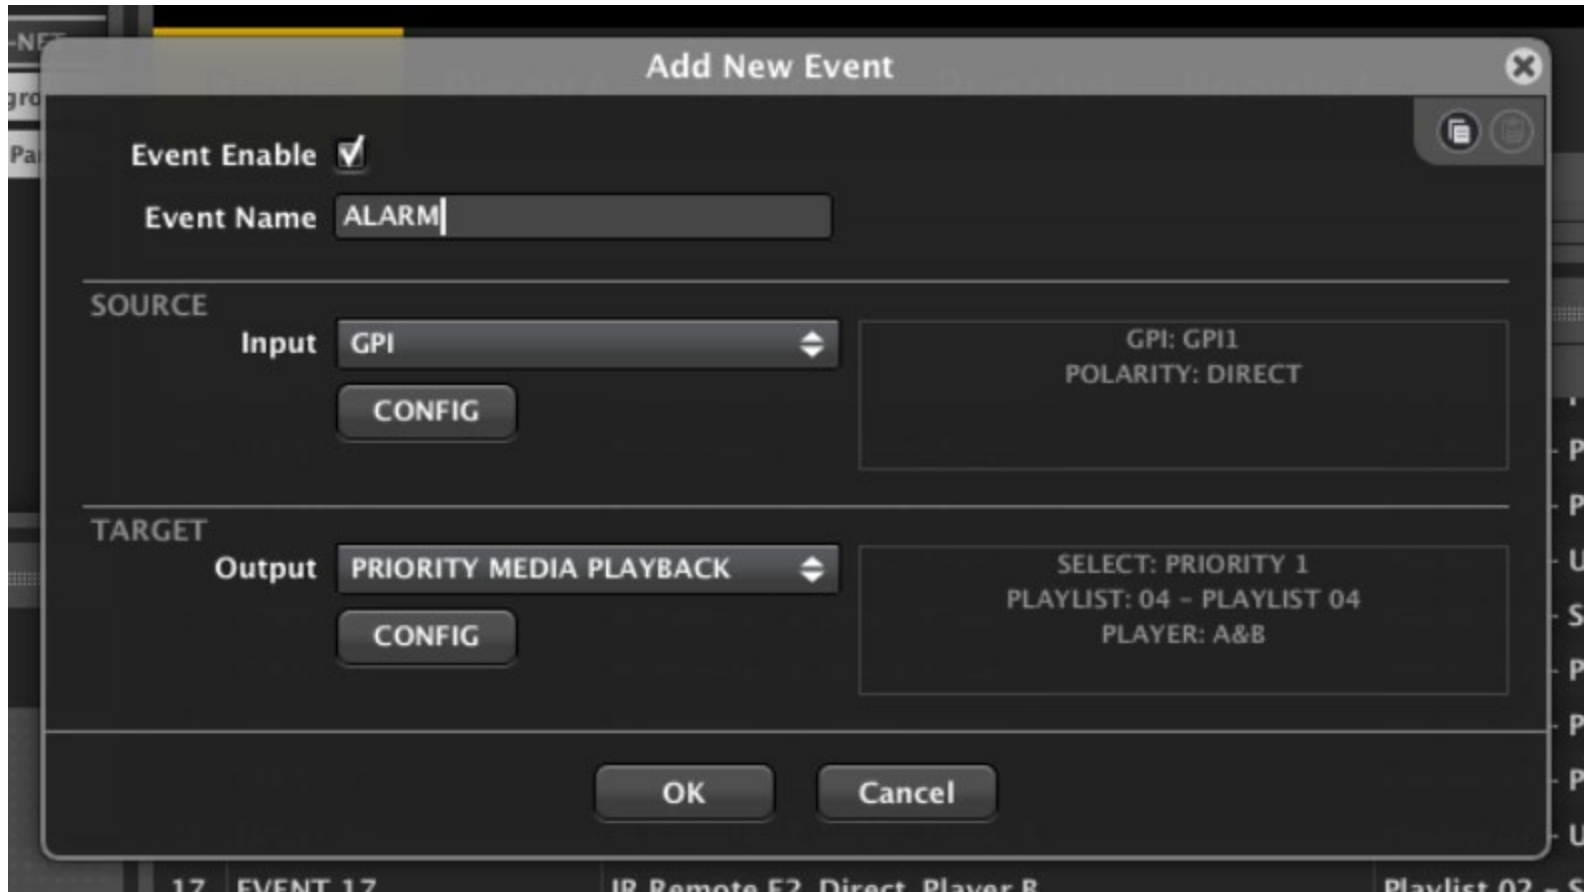 -NET
Add New Event
Event Enable
Event Name ALARM
SOURCE
Input GPI
CONFIG
GPI: GPI1
POLARITY: DIRECT
TARGET
Output PRIORITY MEDIA PLAYBACK
CONFIG
SELECT: PRIORITY 1
PLAYLIST: 04 - PLAYLIST 04
PLAYER: A&B
OK Cancel
17 EVENT 17 IR Remote F2, Direct, Player B Playlist 02 - S